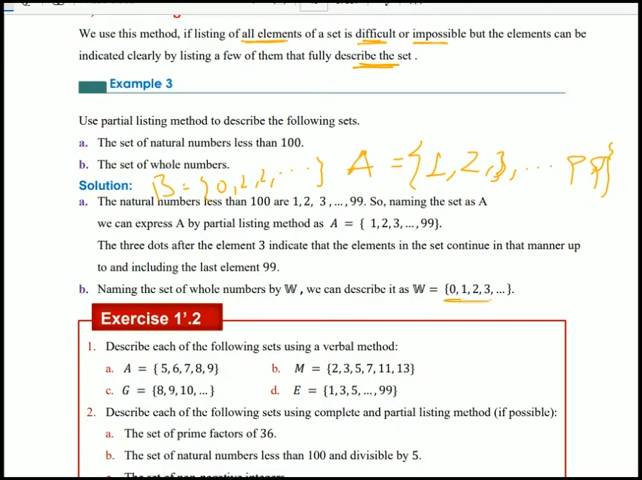 We use this method, if listing of all elements of a set is difficult or impossible but the elements can be
indicated clearly by listing a few of them that fully describe the set .
Example 3
Use partial listing method to describe the following sets.
a. The set of natural numbers less than 100.
b. The set of whole numbers.
A = {1, 2, 3, ...
Solution:
B = {0, 2, 2, ... }
a. The natural numbers less than 100 are 1, 2, 3 , ... , 99. So, naming the set as A
we can express A by partial listing method as A = { 1, 2, 3, ... , 99}.
The three dots after the element 3 indicate that the elements in the set continue in that manner up
to and including the last element 99.
b. Naming the set of whole numbers by 𝕎 , we can describe it as 𝕎 = {0, 1, 2, 3, ... }.
Exercise 1'.2
1. Describe each of the following sets using a verbal method:
a. A = { 5, 6, 7, 8, 9} b. M = {2, 3, 5, 7, 11, 13}
c. G = {8, 9, 10, ... } d. E = {1, 3, 5, ... , 99}
2. Describe each of the following sets using complete and partial listing method (if possible):
a. The set of prime factors of 36.
b. The set of natural numbers less than 100 and divisible by 5.